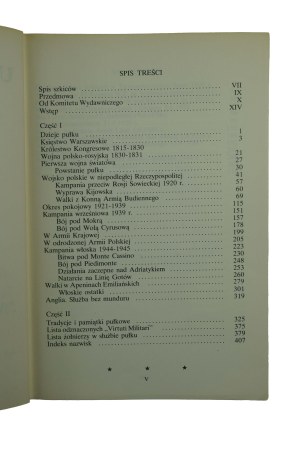 SPIS TREŚCI
Spis szkiców VII
Przedmowa IX
Od Komitetu Wydawniczego X
Wstęp XIV
Część I
Dzieje pułku 1
Księstwo Warszawskie 3
Królestwo Kongresowe 1815-1830
Wojna polsko-rosyjska 1830-1831 21
Pierwsza wojna światowa 27
Powstanie pułku 30
Wojsko polskie w niepodległej Rzeczypospolitej 41
Kampania przeciw Rosji Sowieckiej 1920 r. 57
Wyprawa Kijowska 60
Walki z Konną Armią Budiennego 69
Okres pokojowy 1921-1939 115
Kampania wrześniowa 1939 r. 151
Bój pod Mokrą 157
Bój pod Wolą Cyrusową 178
W Armii Krajowej 199
W odrodzonej Armii Polskiej 205
Kampania włoska 1944-1945 223
Bitwa pod Monte Cassino 230
Bój pod Piedimonte 248
Działania zaczepne nad Adriatykiem 253
Natarcie na Linię Gotów 260
Walki w Apeninach Emiliańskich 279
Włoskie ostatki 301
Anglia. Służba bez munduru 319
Część II
Tradycje i pamiątki pułkowe 325
Lista odznaczonych „Virtuti Militari" 375
Lista żołnierzy w służbie pułku 379
Indeks nazwisk 407
* * *
V